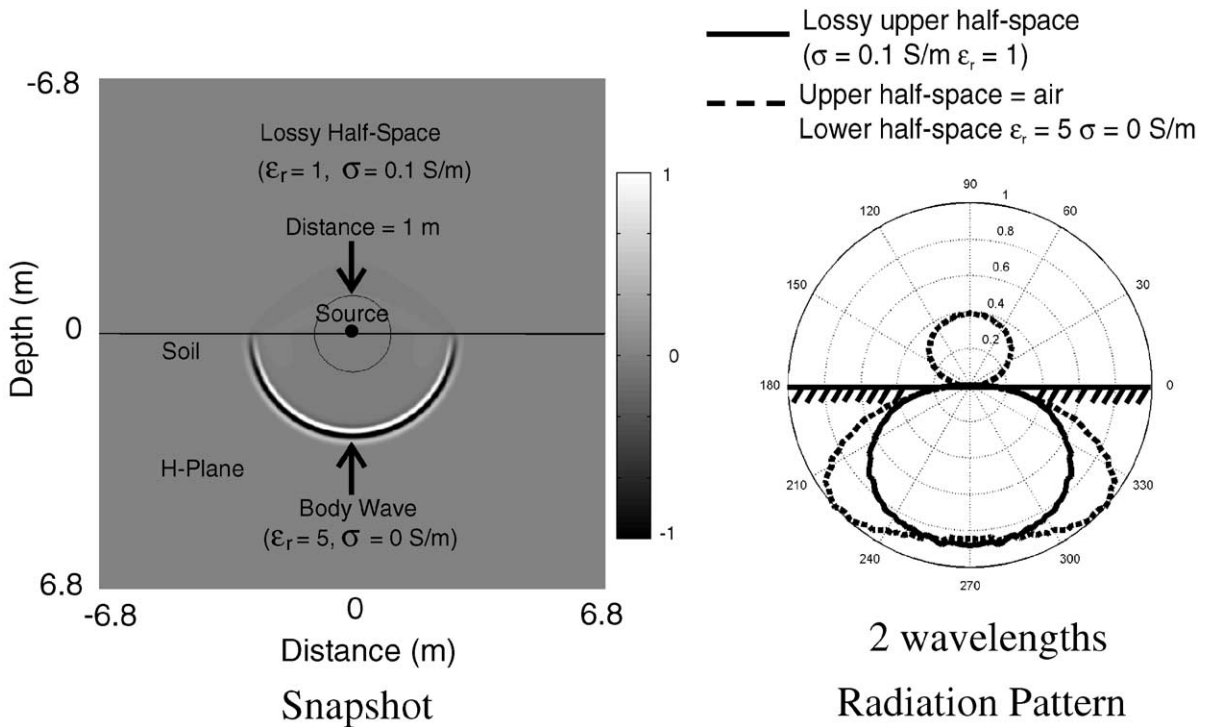 -6.8
Lossy Half-Space
(εr = 1, σ = 0.1 S/m)
Distance = 1 m
Source
0
Soil
H-Plane
Body Wave
(εr = 5, σ = 0 S/m)
6.8
-6.8
0
6.8
Depth (m)
Distance (m)
Snapshot
1
0
-1
Lossy upper half-space
(σ = 0.1 S/m εr = 1)
Upper half-space = air
Lower half-space εr = 5 σ = 0 S/m
90
1
120
60
0.8
0.6
150
30
0.4
0.2
180
0
210
330
240
300
270
2 wavelengths
Radiation Pattern